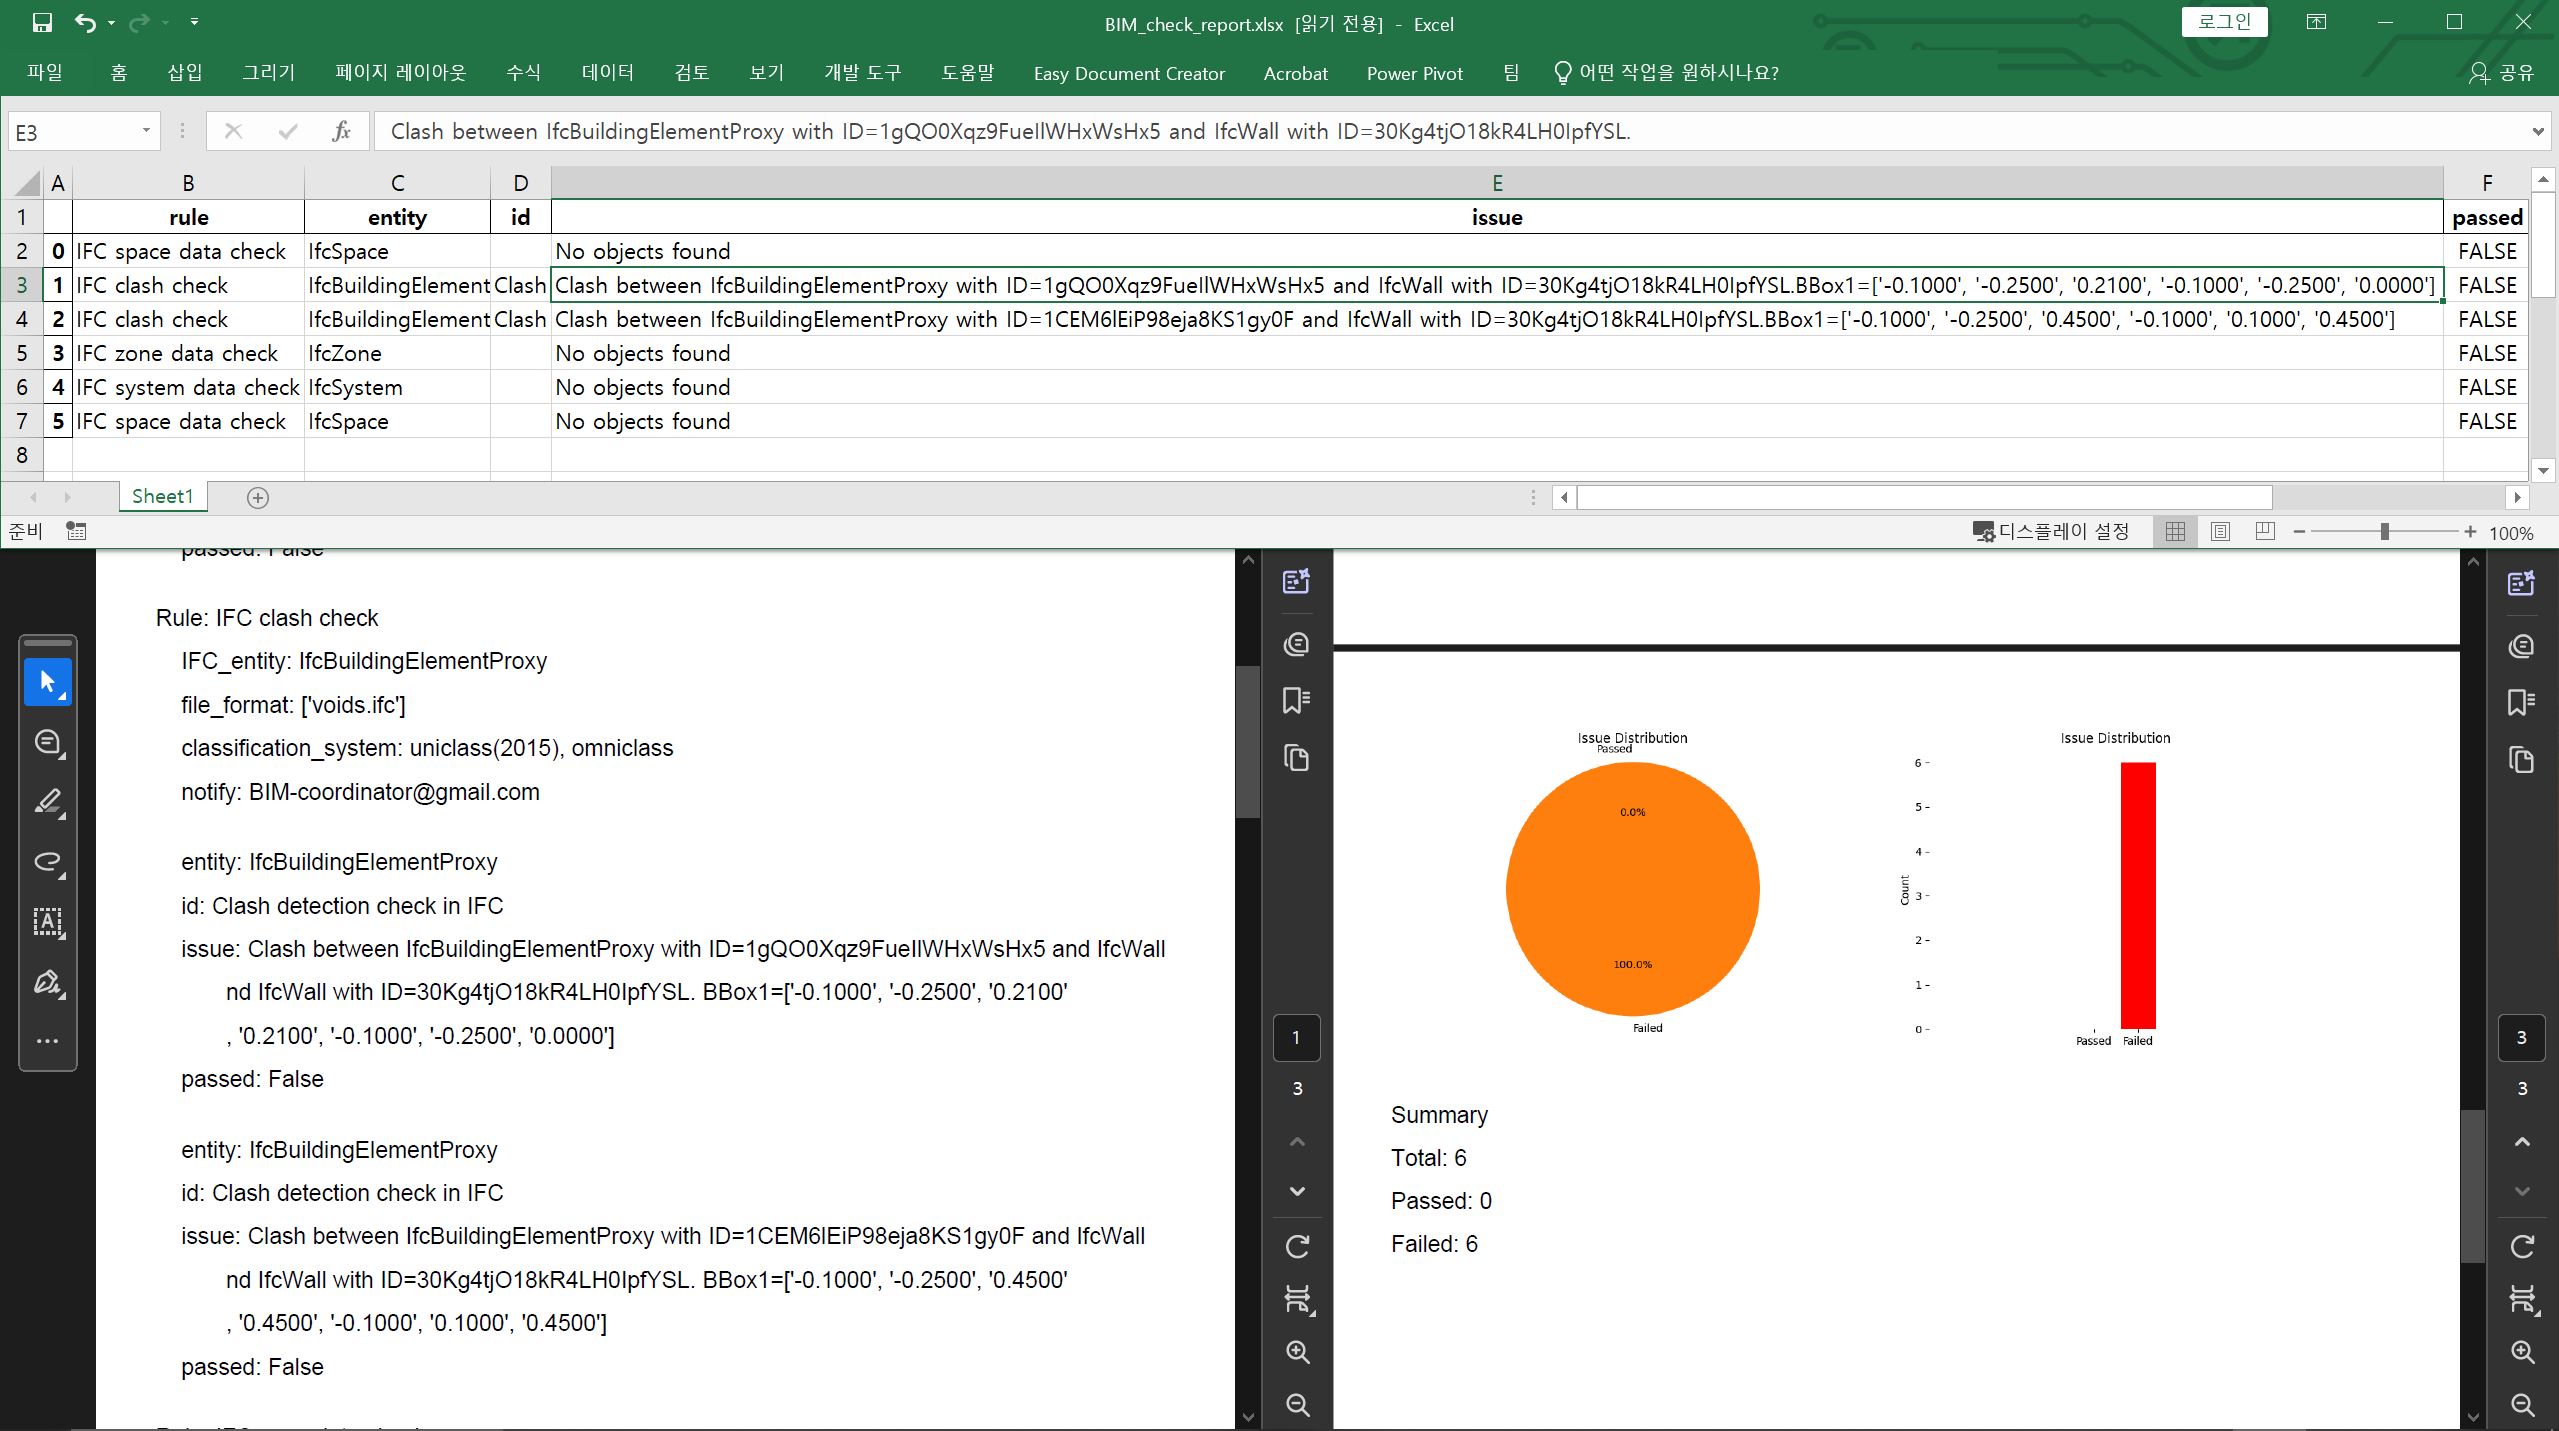 BIM_check_report.xlsx [읽기 전용] - Excel
로그인
파일 홈 삽입 그리기 페이지 레이아웃 수식 데이터 검토 보기 개발 도구 도움말 Easy Document Creator Acrobat Power Pivot 팀 어떤 작업을 원하시나요? 공유
E3 fx Clash between IfcBuildingElementProxy with ID=1gQO0Xqz9FueIlWHxWsHx5 and IfcWall with ID=30Kg4tjO18kR4LH0IpfYSL.
A B C D E F
1 rule entity id issue passed
2 0 IFC space data check IfcSpace No objects found FALSE
3 1 IFC clash check IfcBuildingElement Clash Clash between IfcBuildingElementProxy with ID=1gQO0Xqz9FueIlWHxWsHx5 and IfcWall with ID=30Kg4tjO18kR4LH0IpfYSL.BBox1=['-0.1000', '-0.2500', '0.2100', '-0.1000', '-0.2500', '0.0000'] FALSE
4 2 IFC clash check IfcBuildingElement Clash Clash between IfcBuildingElementProxy with ID=1CEM6lEiP98eja8KS1gy0F and IfcWall with ID=30Kg4tjO18kR4LH0IpfYSL.BBox1=['-0.1000', '-0.2500', '0.4500', '-0.1000', '0.1000', '0.4500'] FALSE
5 3 IFC zone data check IfcZone No objects found FALSE
6 4 IFC system data check IfcSystem No objects found FALSE
7 5 IFC space data check IfcSpace No objects found FALSE
8
Sheet1
준비 디스플레이 설정 100%
passed: False
Rule: IFC clash check
IFC_entity: IfcBuildingElementProxy
file_format: ['voids.ifc']
classification_system: uniclass(2015), omniclass
notify: BIM-coordinator@gmail.com
entity: IfcBuildingElementProxy
id: Clash detection check in IFC
issue: Clash between IfcBuildingElementProxy with ID=1gQO0Xqz9FueIlWHxWsHx5 and IfcWall
nd IfcWall with ID=30Kg4tjO18kR4LH0IpfYSL. BBox1=['-0.1000', '-0.2500', '0.2100'
, '0.2100', '-0.1000', '-0.2500', '0.0000']
passed: False
entity: IfcBuildingElementProxy
id: Clash detection check in IFC
issue: Clash between IfcBuildingElementProxy with ID=1CEM6lEiP98eja8KS1gy0F and IfcWall
nd IfcWall with ID=30Kg4tjO18kR4LH0IpfYSL. BBox1=['-0.1000', '-0.2500', '0.4500'
, '0.4500', '-0.1000', '0.1000', '0.4500']
passed: False
1
3
Issue Distribution
Passed
0.0%
100.0%
Failed
Issue Distribution
6
5
4
Count
3
2
1
0
Passed Failed
Summary
Total: 6
Passed: 0
Failed: 6
3
3